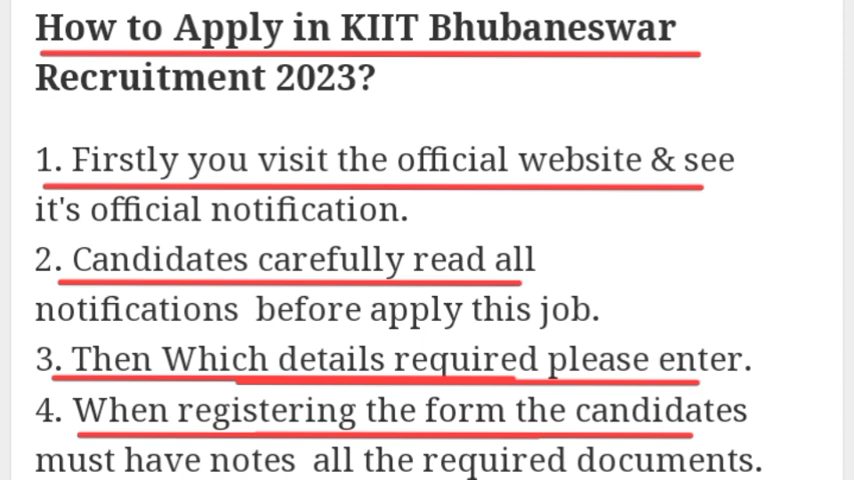 How to Apply in KIIT Bhubaneswar
Recruitment 2023?
1. Firstly you visit the official website & see
it's official notification.
2. Candidates carefully read all
notifications  before apply this job.
3. Then Which details required please enter.
4. When registering the form the candidates
must have notes  all the required documents.